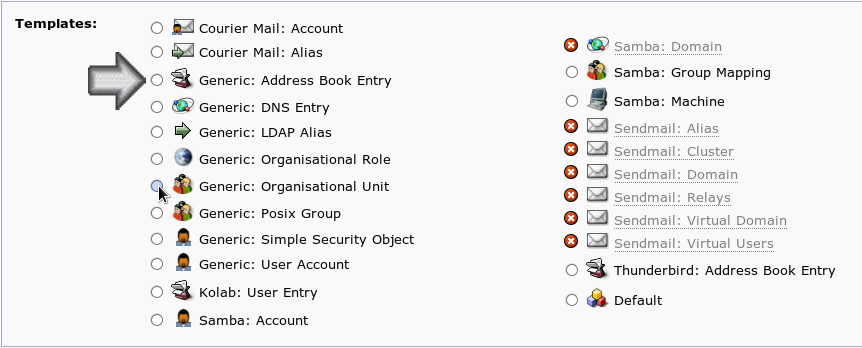 Templates:
Courier Mail: Account
Courier Mail: Alias
Generic: Address Book Entry
Generic: DNS Entry
Generic: LDAP Alias
Generic: Organisational Role
Generic: Organisational Unit
Generic: Posix Group
Generic: Simple Security Object
Generic: User Account
Kolab: User Entry
Samba: Account
Samba: Domain
Samba: Group Mapping
Samba: Machine
Sendmail: Alias
Sendmail: Cluster
Sendmail: Domain
Sendmail: Relays
Sendmail: Virtual Domain
Sendmail: Virtual Users
Thunderbird: Address Book Entry
Default